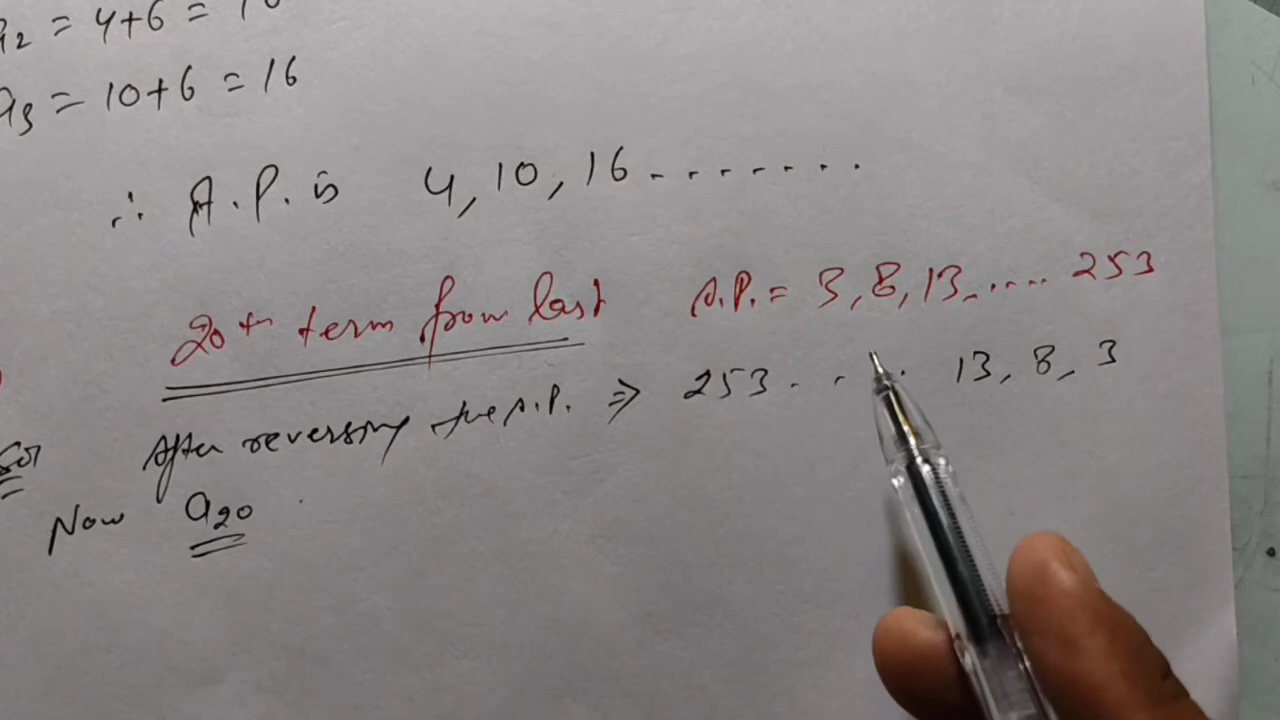 a2 = 4+6 = 10
a3 = 10+6 = 16
∴ A.P. is 4, 10, 16 .......
20th term from last A.P. = 3, 8, 13, ..... 253
After reversing the A.P. ⇒ 253 . . . 13, 8, 3
Sol
Now a20